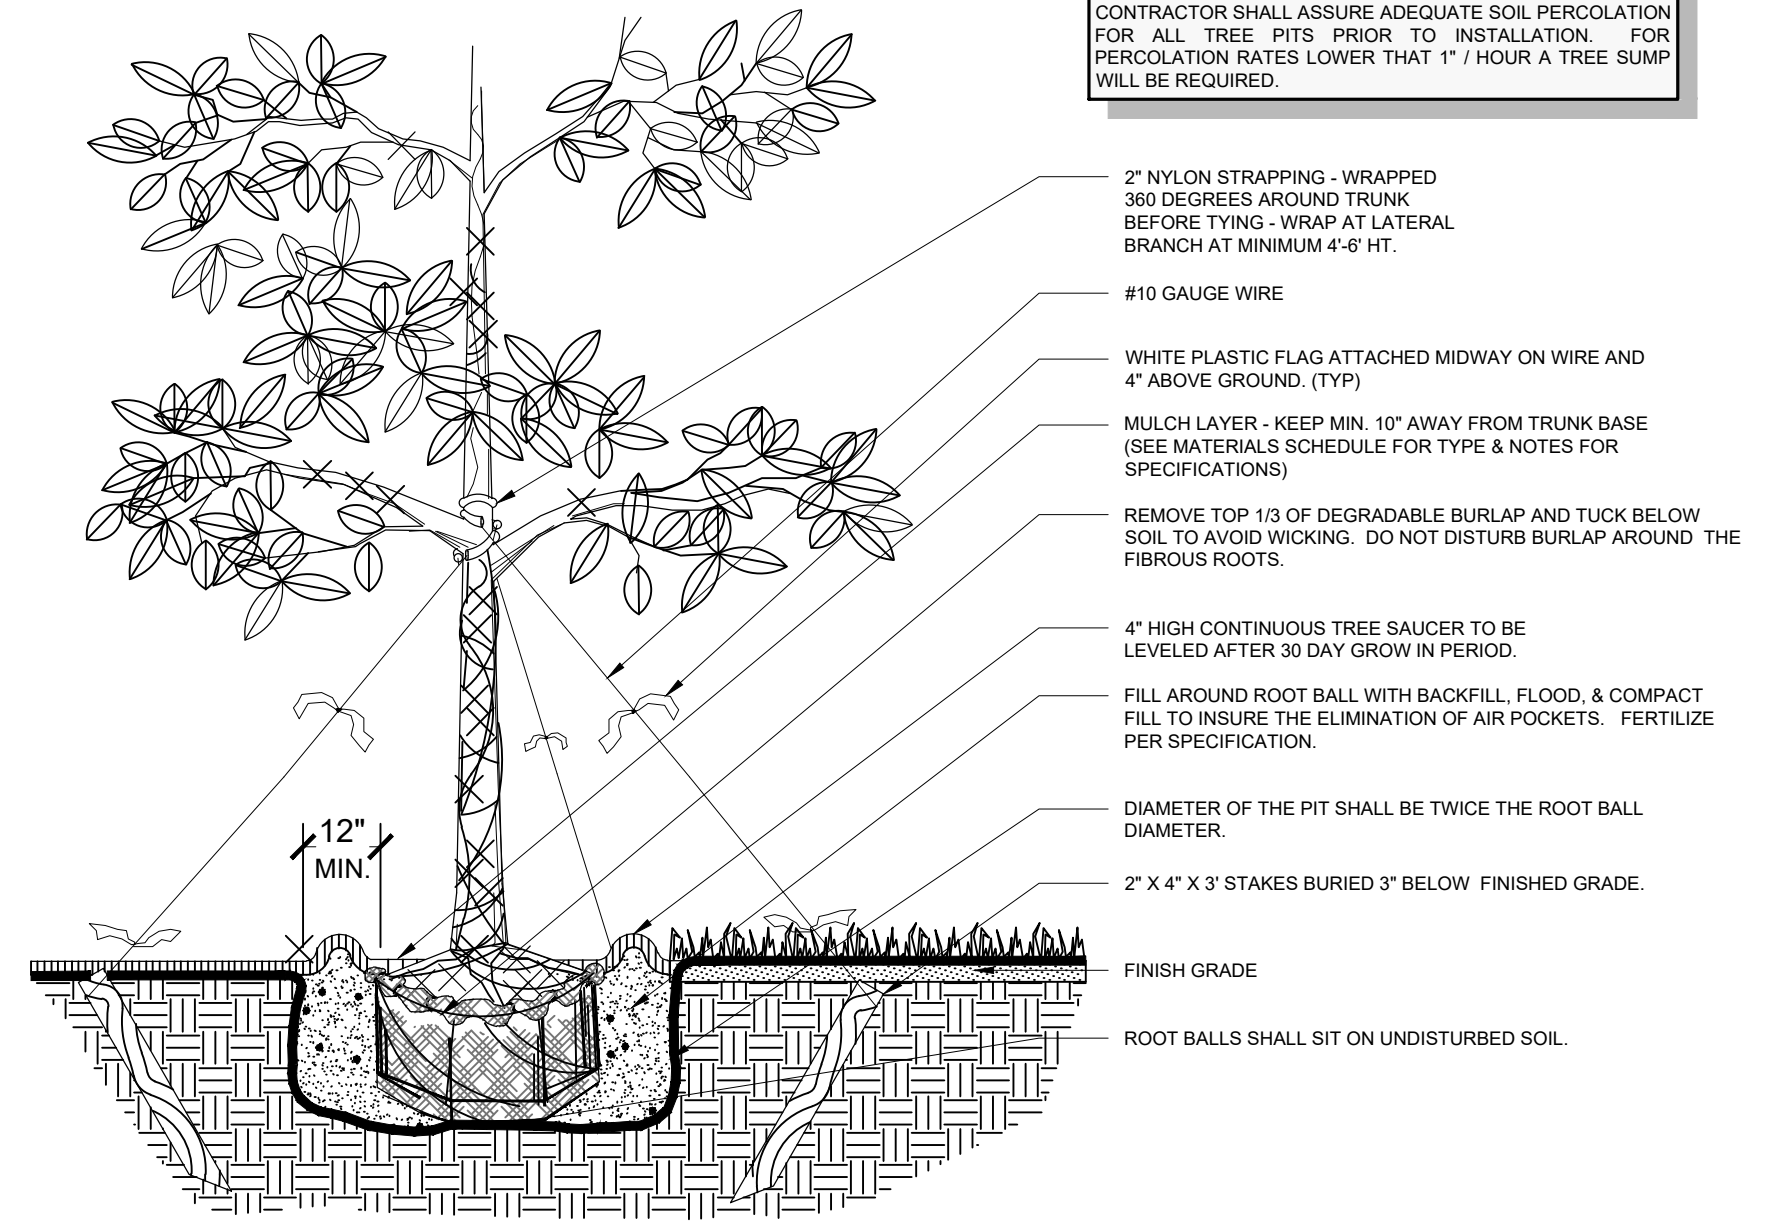 CONTRACTOR SHALL ASSURE ADEQUATE SOIL PERCOLATION
FOR ALL TREE PITS PRIOR TO INSTALLATION. FOR
PERCOLATION RATES LOWER THAT 1" / HOUR A TREE SUMP
WILL BE REQUIRED.
2" NYLON STRAPPING - WRAPPED
360 DEGREES AROUND TRUNK
BEFORE TYING - WRAP AT LATERAL
BRANCH AT MINIMUM 4'-6' HT.
#10 GAUGE WIRE
WHITE PLASTIC FLAG ATTACHED MIDWAY ON WIRE AND
4" ABOVE GROUND. (TYP)
MULCH LAYER - KEEP MIN. 10" AWAY FROM TRUNK BASE
(SEE MATERIALS SCHEDULE FOR TYPE & NOTES FOR
SPECIFICATIONS)
REMOVE TOP 1/3 OF DEGRADABLE BURLAP AND TUCK BELOW
SOIL TO AVOID WICKING. DO NOT DISTURB BURLAP AROUND THE
FIBROUS ROOTS.
4" HIGH CONTINUOUS TREE SAUCER TO BE
LEVELED AFTER 30 DAY GROW IN PERIOD.
FILL AROUND ROOT BALL WITH BACKFILL, FLOOD, & COMPACT
FILL TO INSURE THE ELIMINATION OF AIR POCKETS. FERTILIZE
PER SPECIFICATION.
DIAMETER OF THE PIT SHALL BE TWICE THE ROOT BALL
DIAMETER.
2" X 4" X 3' STAKES BURIED 3" BELOW FINISHED GRADE.
FINISH GRADE
ROOT BALLS SHALL SIT ON UNDISTURBED SOIL.
12"
MIN.